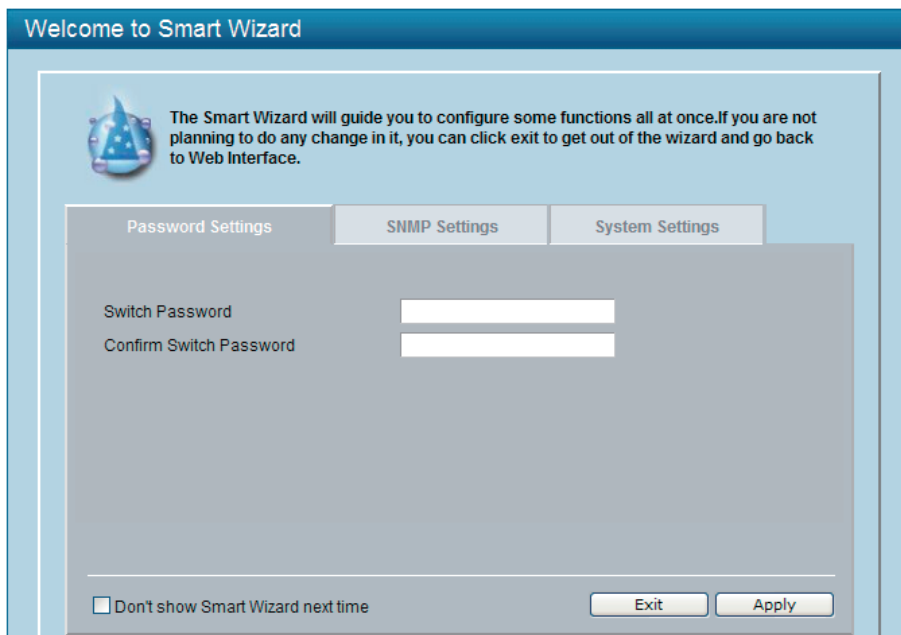 Welcome to Smart Wizard
The Smart Wizard will guide you to configure some functions all at once.If you are not
planning to do any change in it, you can click exit to get out of the wizard and go back
to Web Interface.
Password Settings
SNMP Settings
System Settings
Switch Password
Confirm Switch Password
Don't show Smart Wizard next time
Exit
Apply